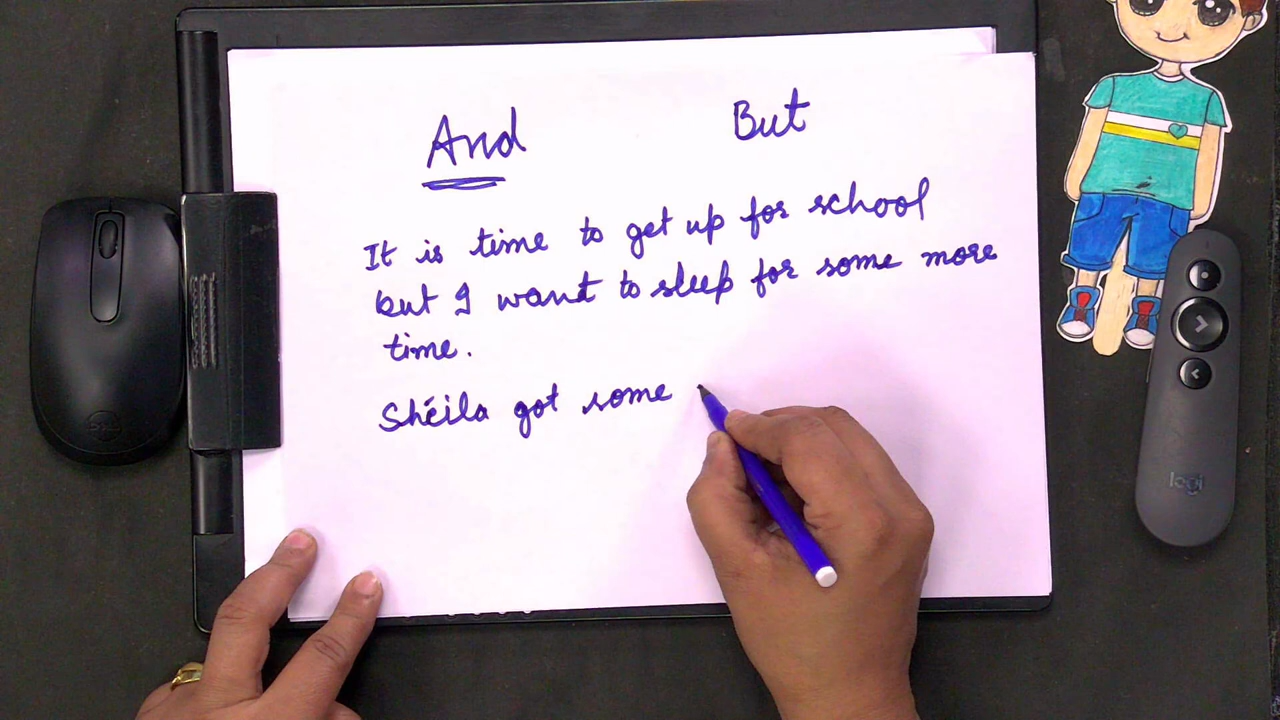 And But
It is time to get up for school
but I want to sleep for some more
time.
Sheila got some
logi